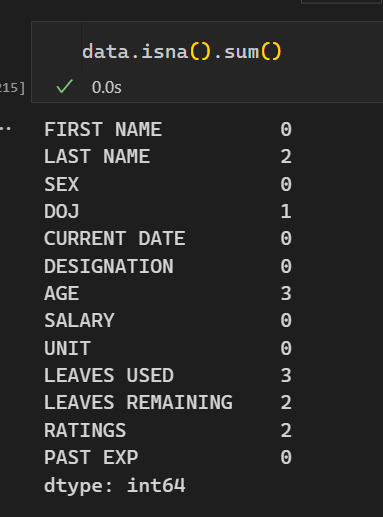 data.isna().sum()
215]
✓ 0.0s
··
FIRST NAME 0
LAST NAME 2
SEX 0
DOJ 1
CURRENT DATE 0
DESIGNATION 0
AGE 3
SALARY 0
UNIT 0
LEAVES USED 3
LEAVES REMAINING 2
RATINGS 2
PAST EXP 0
dtype: int64